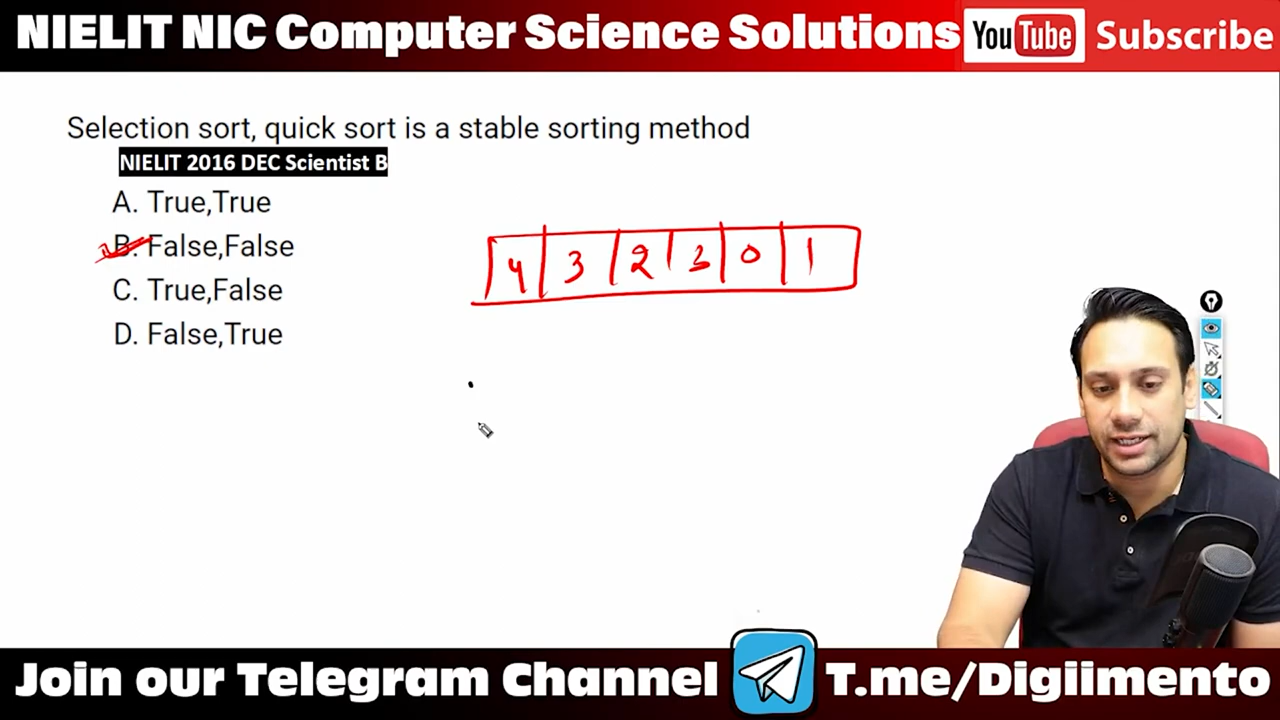 NIELIT NIC Computer Science Solutions YouTube Subscribe
Selection sort, quick sort is a stable sorting method
NIELIT 2016 DEC Scientist B
A. True,True
B. False,False
C. True,False
D. False,True
4 3 2 3 0 1
Join our Telegram Channel T.me/Digiimento